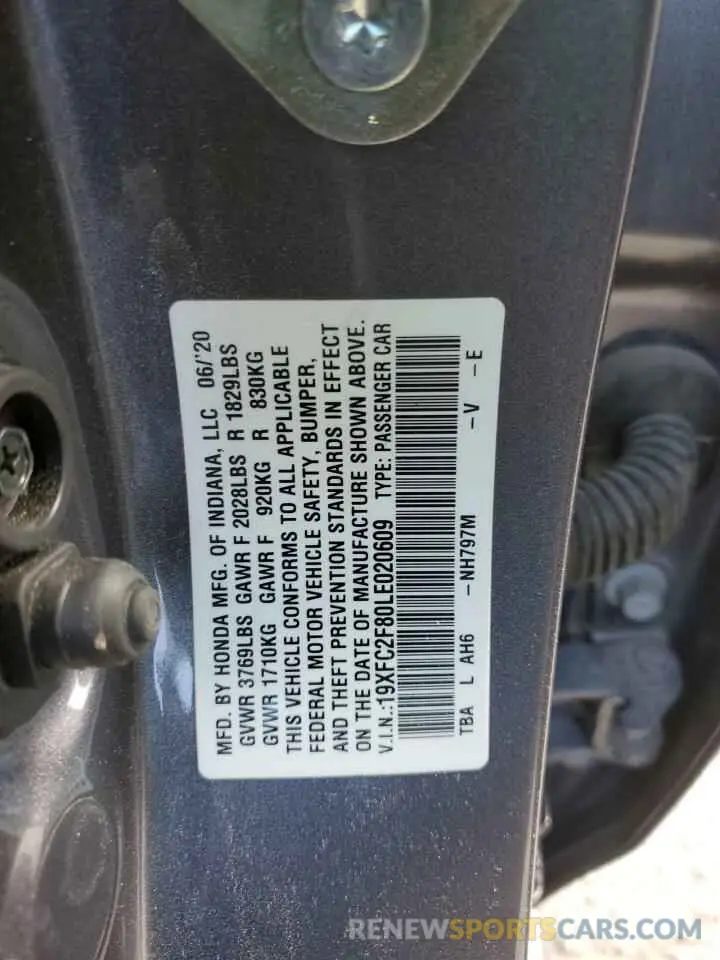 MFD. BY HONDA MFG. OF INDIANA, LLC 06/'20
GVWR 3769LBS GAWR F 2028LBS R 1829LBS
GVWR 1710KG GAWR F 920KG R 830KG
THIS VEHICLE CONFORMS TO ALL APPLICABLE
FEDERAL MOTOR VEHICLE SAFETY, BUMPER,
AND THEFT PREVENTION STANDARDS IN EFFECT
ON THE DATE OF MANUFACTURE SHOWN ABOVE.
V.I.N.:19XFC2F80LE020609 TYPE: PASSENGER CAR
TBA L AH6 -NH797M -V -E
RENEWSPORTSCARS.COM